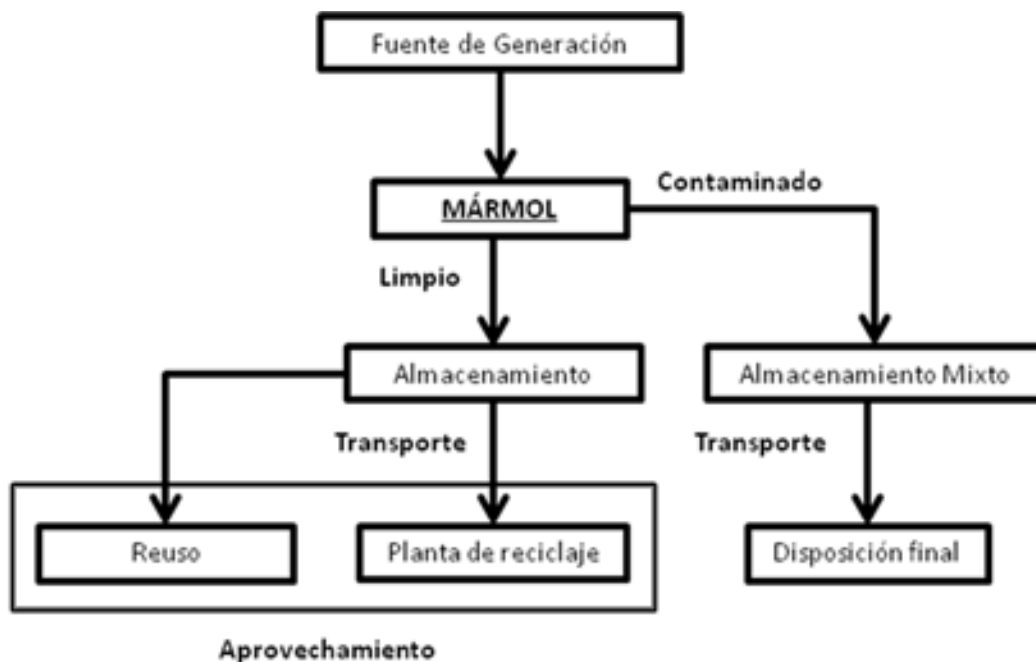 Fuente de Generación
Contaminado
MÁRMOL
Limpio
Almacenamiento
Almacenamiento Mixto
Transporte
Transporte
Reuso
Planta de reciclaje
Disposición final
Aprovechamiento